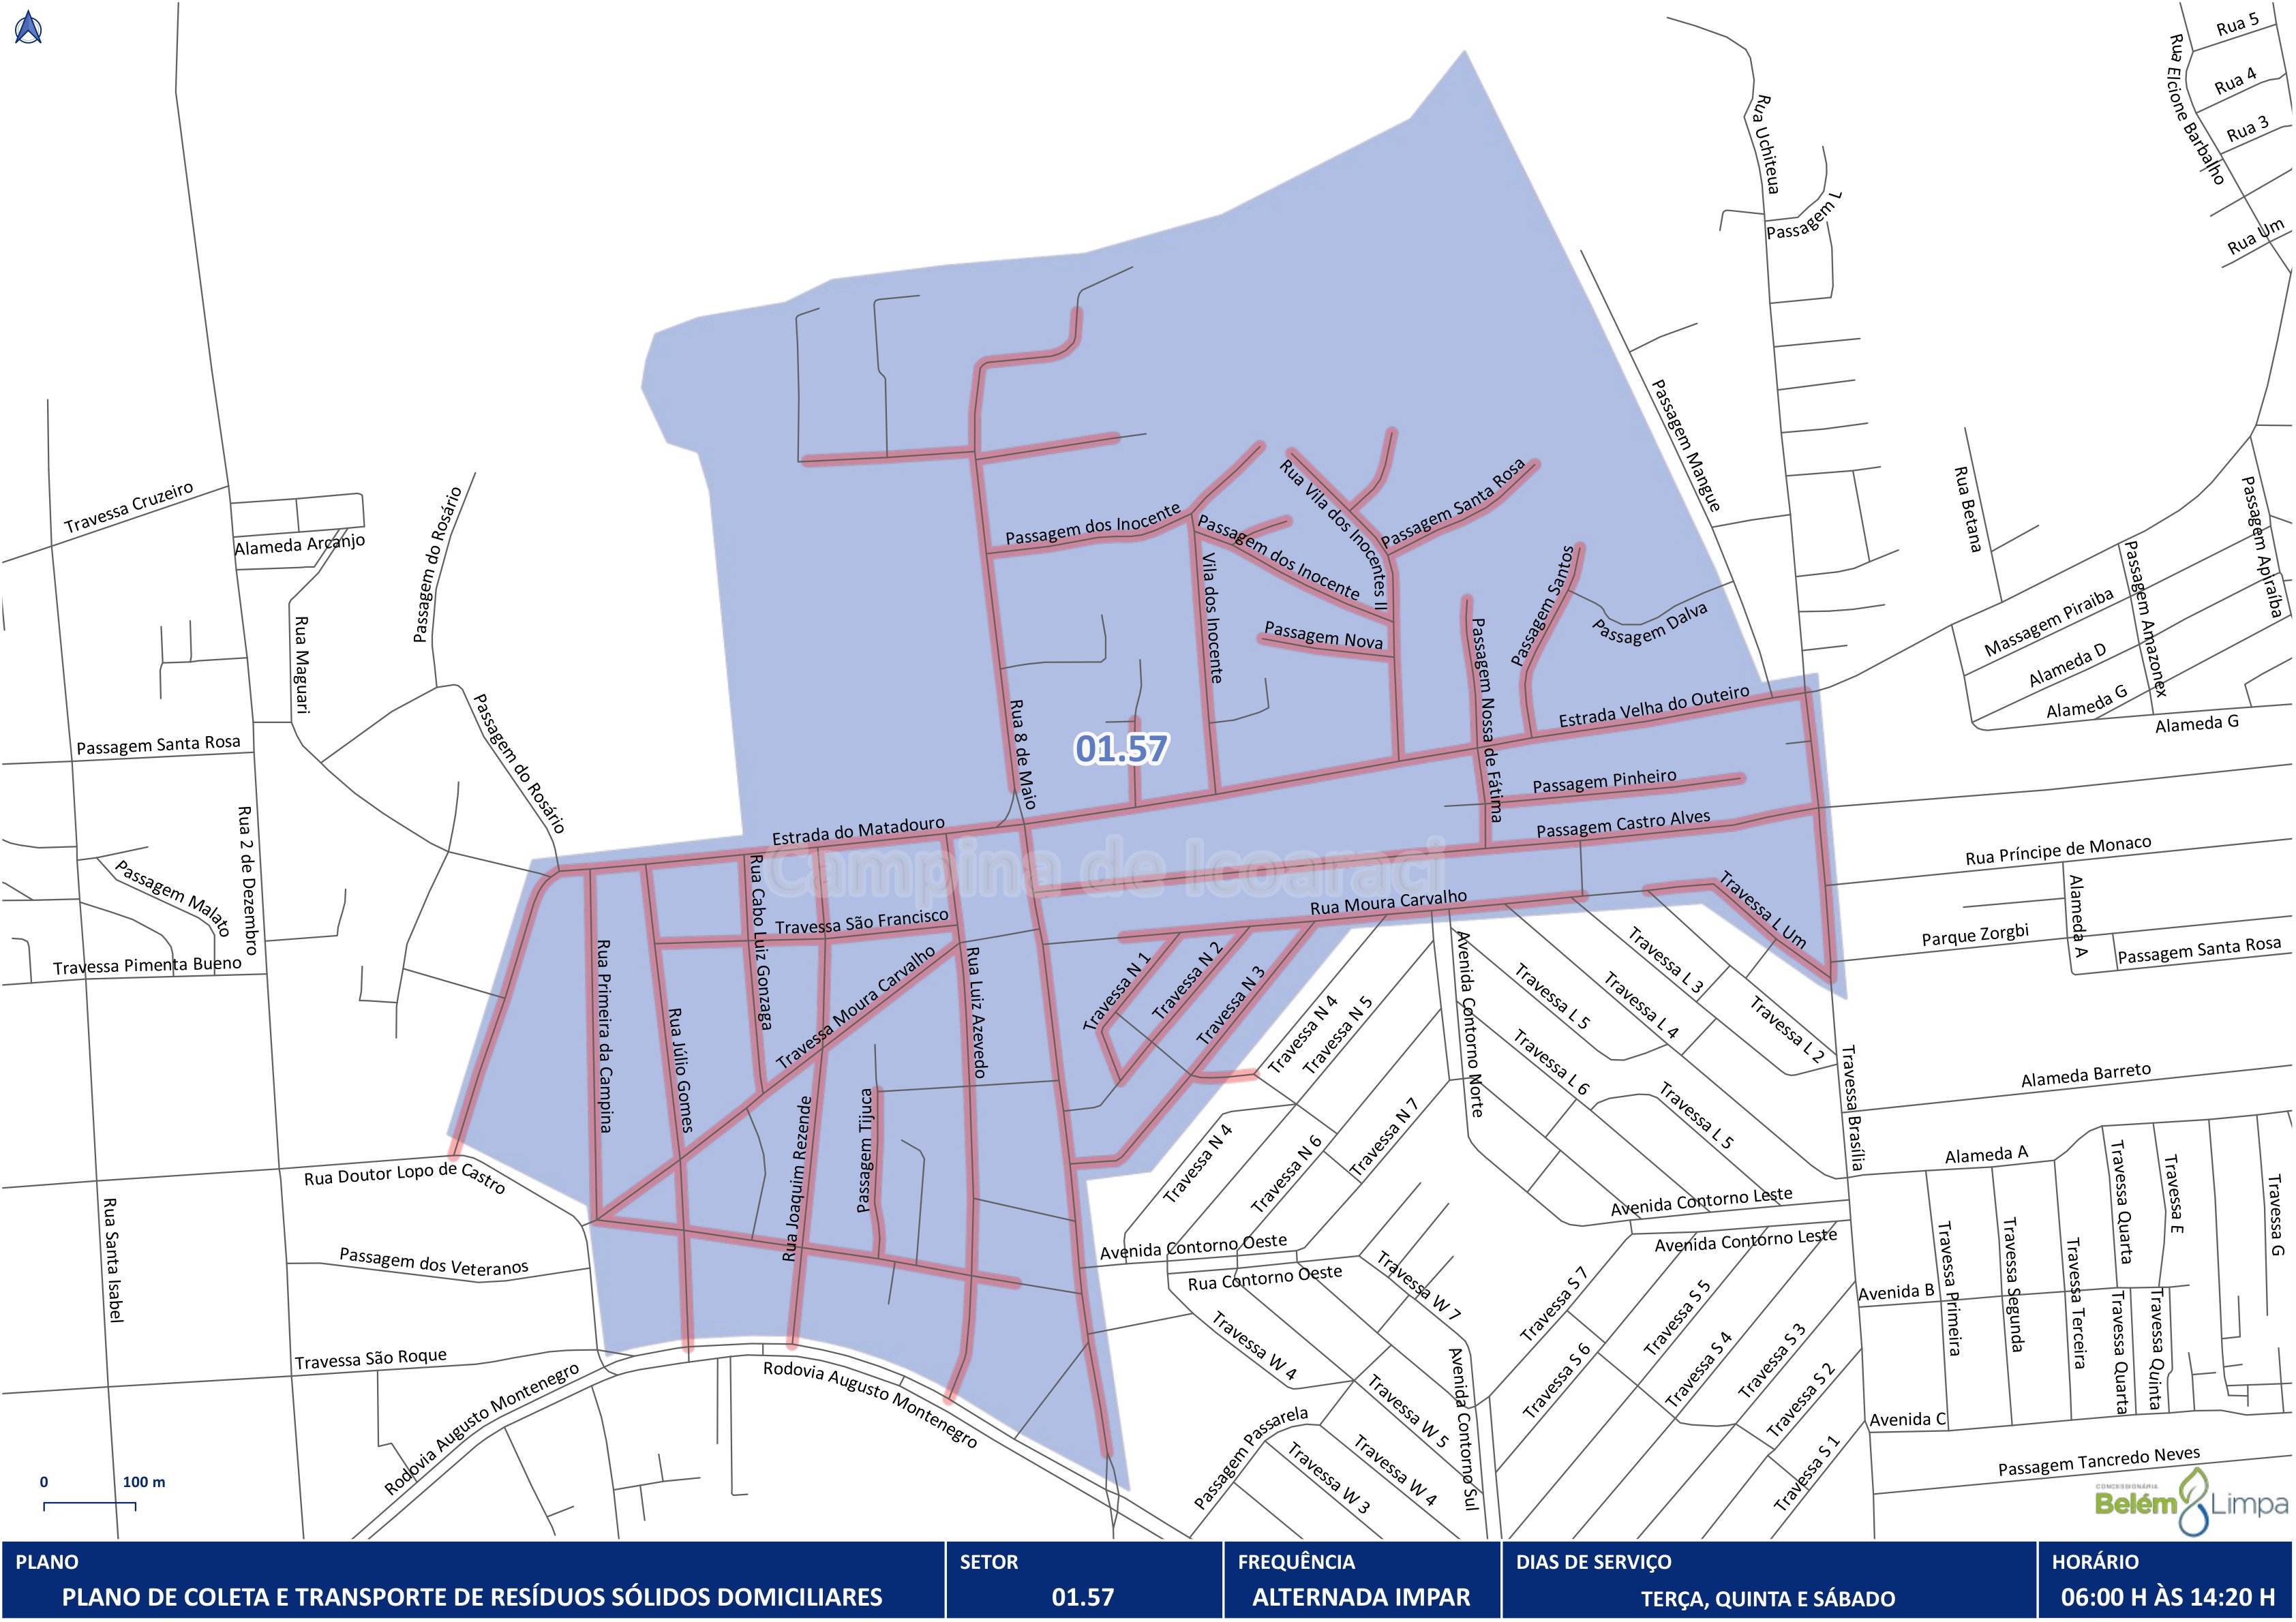 Rua 5
Rua Elcione Barbalho
Rua 4
Rua 3
Rua Um
Rua Uchiteua
Passagem L
Passagem Mangue
Travessa Cruzeiro
Alameda Arcanjo
Passagem do Rosário
Rua Maguari
Passagem do Rosário
Passagem Santa Rosa
Rua 2 de Dezembro
Passagem Malato
Travessa Pimenta Bueno
Passagem dos Inocente
Passagem dos Inocente
Rua Vila dos Inocentes II
Passagem Santa Rosa
Vila dos Inocente
Passagem Nova
Passagem Nossa de Fátima
Passagem Santos
Passagem Dalva
Rua Betana
Passagem Apiraíba
Passagem Amazonex
Massagem Piraiba
Alameda D
Alameda G
Alameda G
Rua 8 de Maio
01.57
Estrada Velha do Outeiro
Passagem Pinheiro
Passagem Castro Alves
Estrada do Matadouro
Campina de Icoaraci
Rua Cabo Luiz Gonzaga
Travessa São Francisco
Rua Moura Carvalho
Travessa L Um
Rua Príncipe de Monaco
Alameda A
Parque Zorgbi
Passagem Santa Rosa
Rua Primeira da Campina
Rua Júlio Gomes
Travessa Moura Carvalho
Rua Luiz Azevedo
Travessa N 1
Travessa N 2
Travessa N 3
Travessa N 4
Travessa N 5
Avenida Contorno Norte
Travessa L 5
Travessa L 3
Travessa L 4
Travessa L 2
Travessa L 6
Travessa L 5
Travessa Brasília
Alameda Barreto
Rua Joaquim Rezende
Passagem Tijuca
Travessa N 4
Travessa N 6
Travessa N 7
Alameda A
Travessa Quarta
Travessa E
Travessa G
Rua Doutor Lopo de Castro
Rua Santa Isabel
Passagem dos Veteranos
Avenida Contorno Oeste
Rua Contorno Oeste
Avenida Contorno Leste
Avenida Contorno Leste
Travessa Primeira
Travessa Segunda
Travessa Terceira
Avenida B
Travessa Quarta
Travessa Quinta
Travessa W 7
Travessa W 4
Travessa S 7
Travessa S 5
Travessa S 6
Travessa S 4
Travessa S 3
Travessa S 2
Travessa S 1
Travessa São Roque
Rodovia Augusto Montenegro
Rodovia Augusto Montenegro
Avenida Contorno Sul
Travessa W 5
Passagem Passarela
Travessa W 3
Travessa W 4
Avenida C
Passagem Tancredo Neves
0 100 m
CONCESSIONÁRIA
Belém Limpa
PLANO
PLANO DE COLETA E TRANSPORTE DE RESÍDUOS SÓLIDOS DOMICILIARES
SETOR
01.57
FREQUÊNCIA
ALTERNADA IMPAR
DIAS DE SERVIÇO
TERÇA, QUINTA E SÁBADO
HORÁRIO
06:00 H ÀS 14:20 H